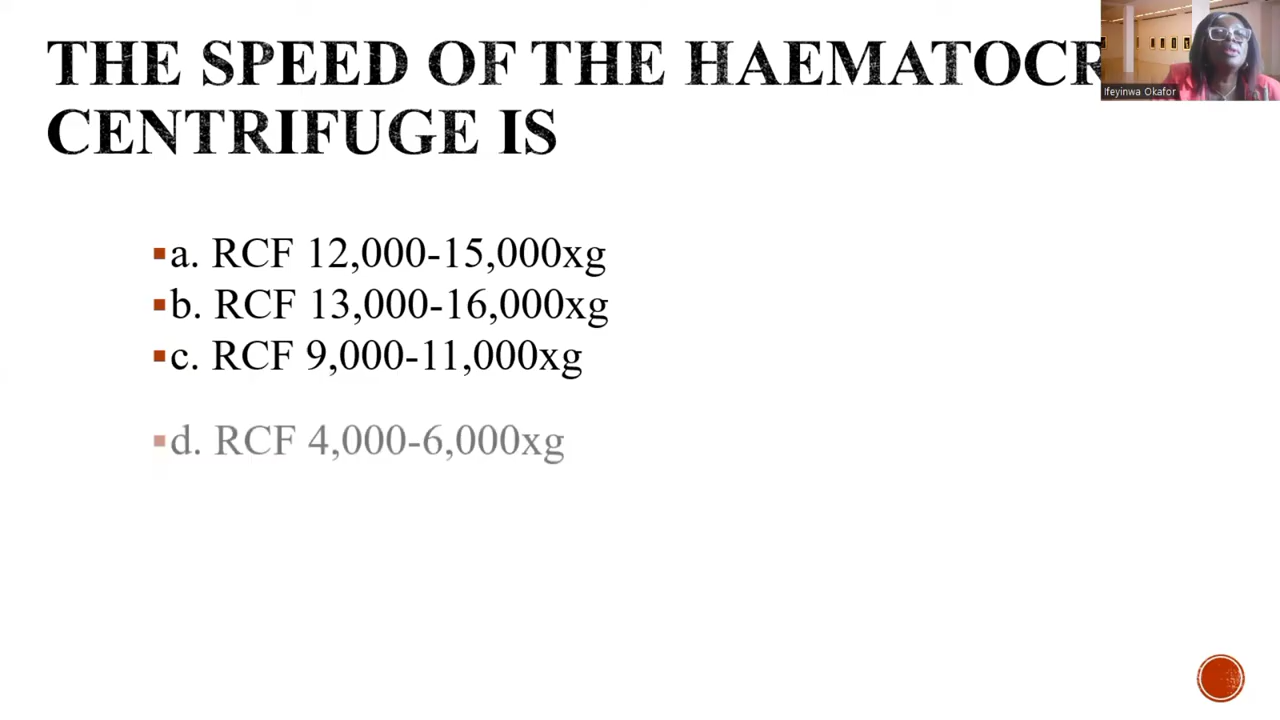 THE SPEED OF THE HAEMATOCR
CENTRIFUGE IS
Ifeyinwa Okafor
▪a. RCF 12,000-15,000xg
▪b. RCF 13,000-16,000xg
▪c. RCF 9,000-11,000xg
▪d. RCF 4,000-6,000xg